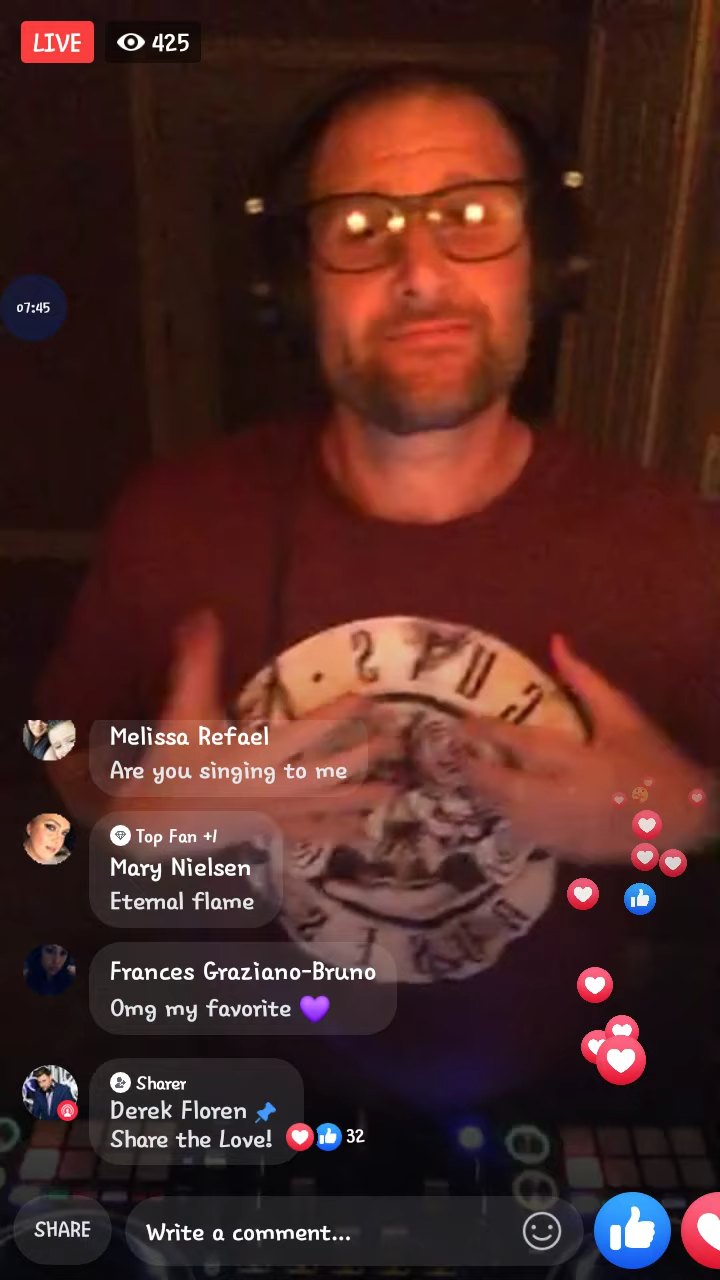 LIVE 425
07:45
Melissa Refael
Are you singing to me
Top Fan +1
Mary Nielsen
Eternal flame
Frances Graziano-Bruno
Omg my favorite 💜
Sharer
Derek Floren 📌
Share the Love! 32
SHARE Write a comment...